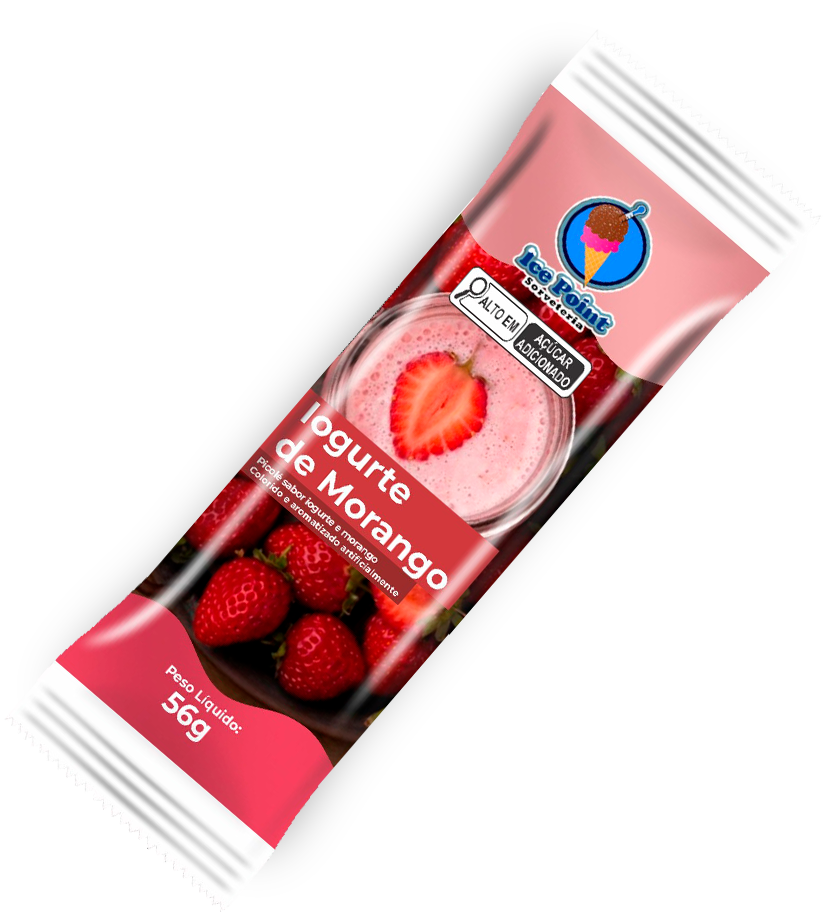 Ice Point
Sorveteria
ALTO EM
AÇÚCAR
ADICIONADO
Iogurte
de Morango
Picolé sabor iogurte e morango
Colorido e aromatizado artificialmente
Peso Líquido:
56g